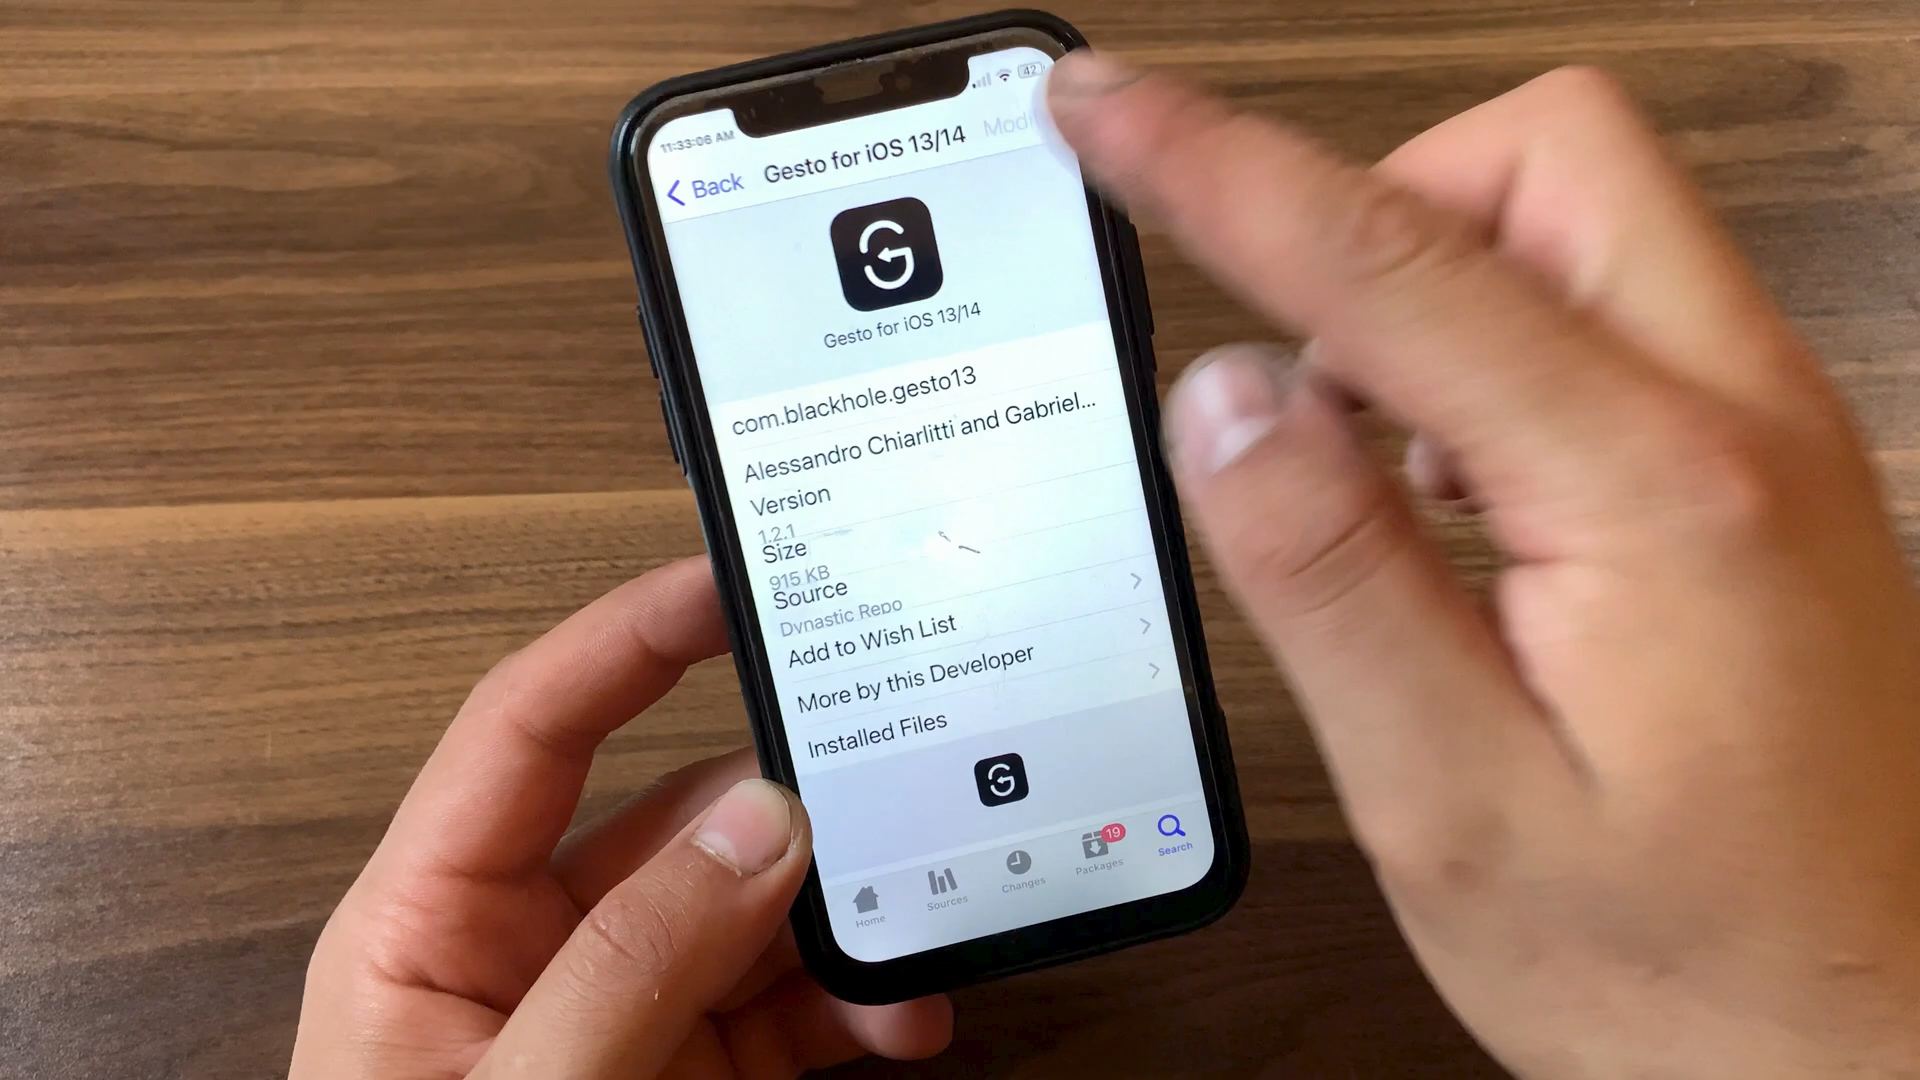 11:33:06 AM
42
Back
Gesto for iOS 13/14
Modi
Gesto for iOS 13/14
com.blackhole.gesto13
Alessandro Chiarlitti and Gabriel...
Version
1.2.1
Size
915 KB
Source
Dynastic Repo
Add to Wish List
More by this Developer
Installed Files
Home
Sources
Changes
19
Packages
Search